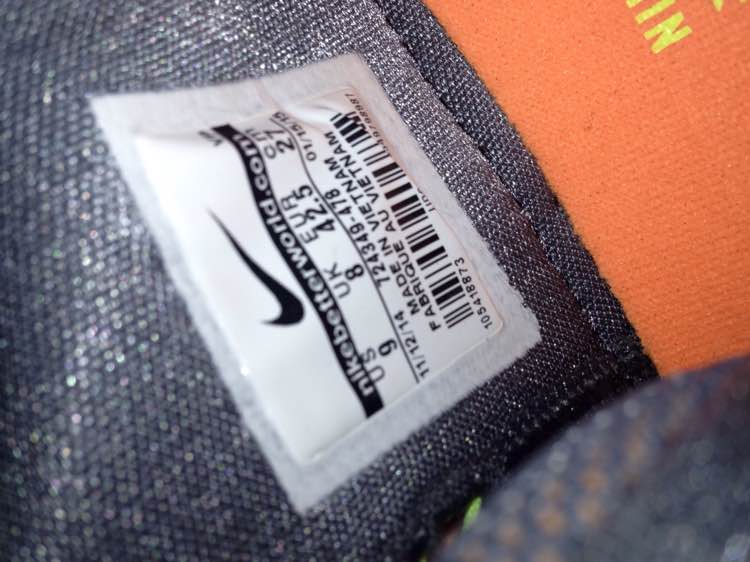 nikebetterworld.com
US UK EUR cm
9 8 42.5 27
11/12/14 724349-478 01/15/15
MADE IN VIETNAM
FABRIQUE AU VIETNAM
105418873